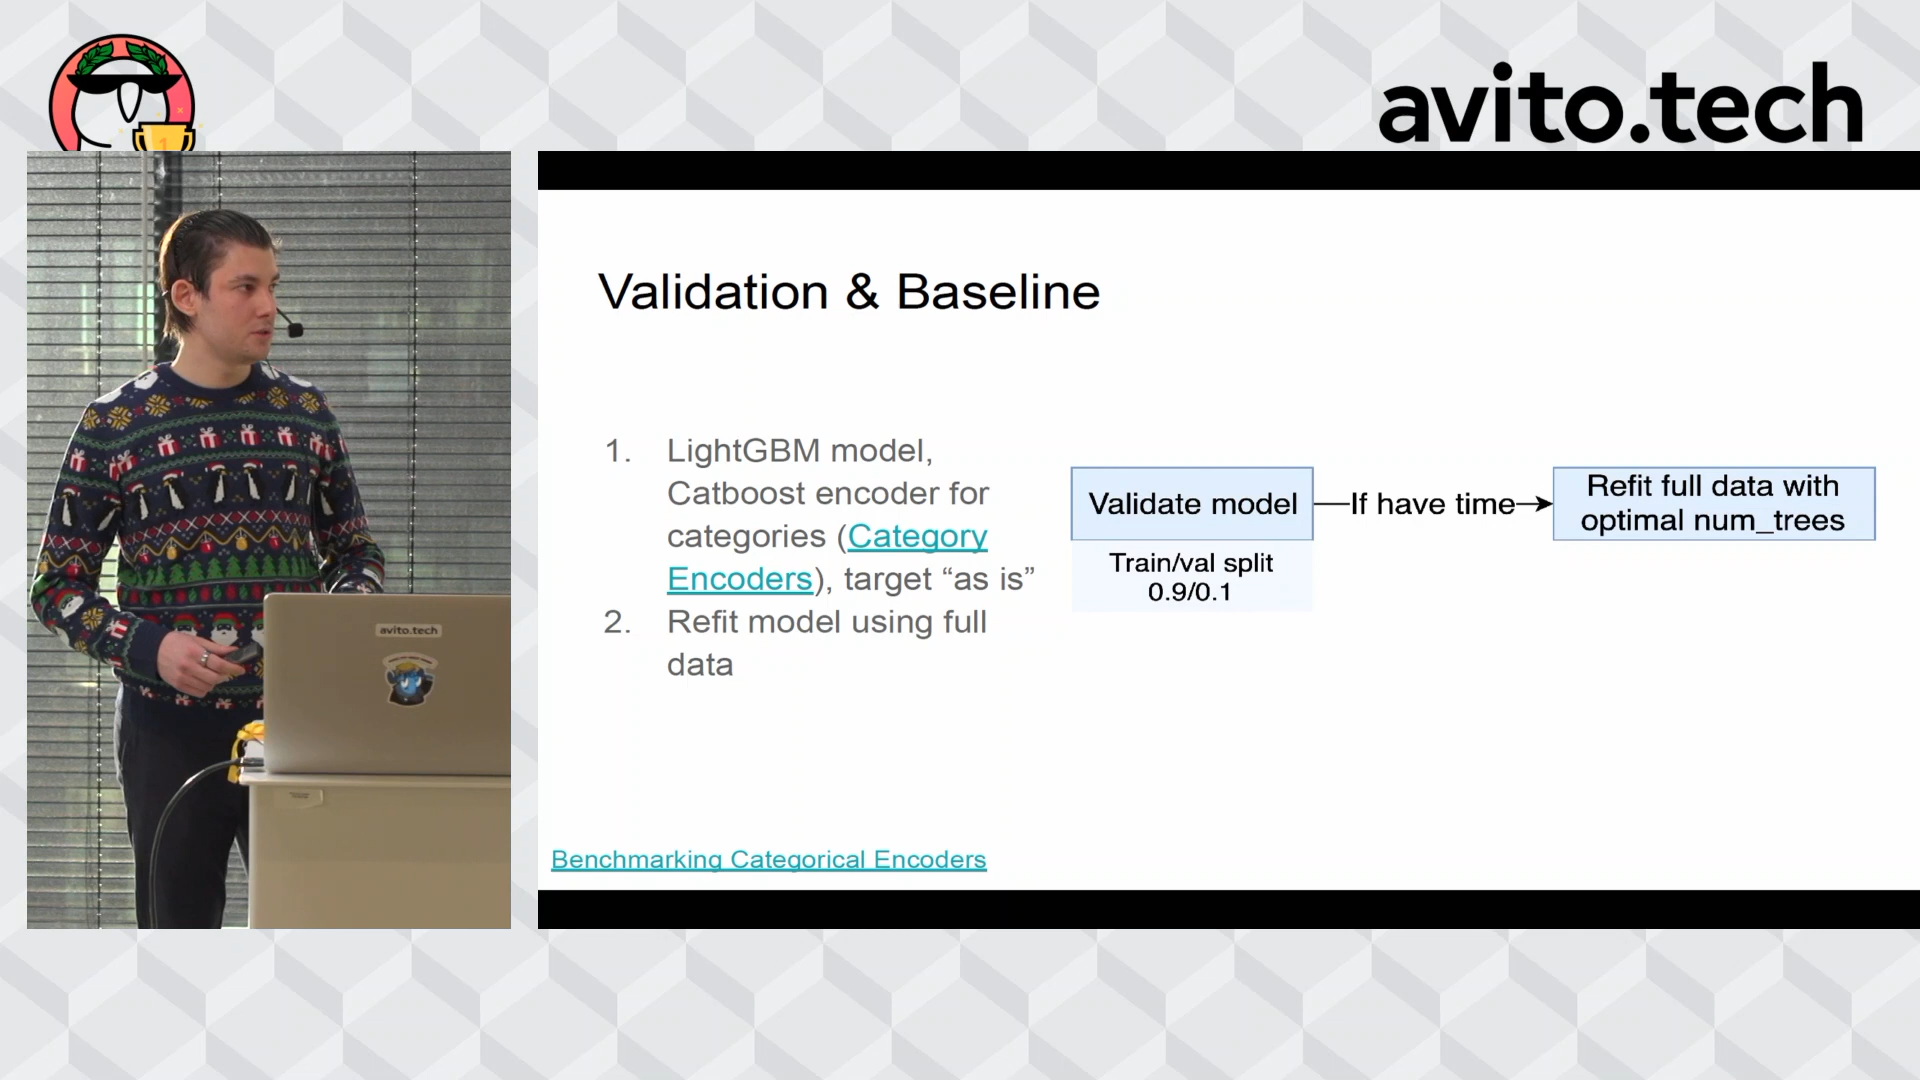 avito.tech
Validation & Baseline
1. LightGBM model,
Catboost encoder for
categories (Category
Encoders), target “as is”
2. Refit model using full
data
Validate model
If have time
Refit full data with
optimal num_trees
Train/val split
0.9/0.1
Benchmarking Categorical Encoders
avito.tech
1